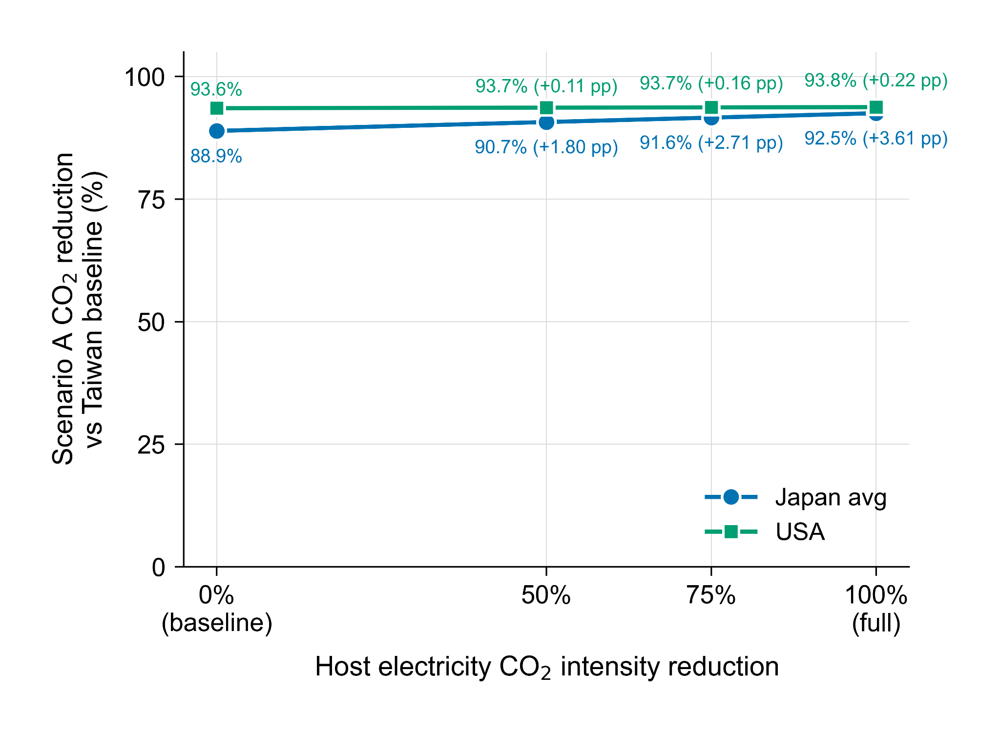 Scenario A CO₂ reduction
vs Taiwan baseline (%)
100
75
50
25
0
93.6%
93.7% (+0.11 pp)
93.7% (+0.16 pp)
93.8% (+0.22 pp)
88.9%
90.7% (+1.80 pp)
91.6% (+2.71 pp)
92.5% (+3.61 pp)
Japan avg
USA
0%
(baseline)
50%
75%
100%
(full)
Host electricity CO₂ intensity reduction